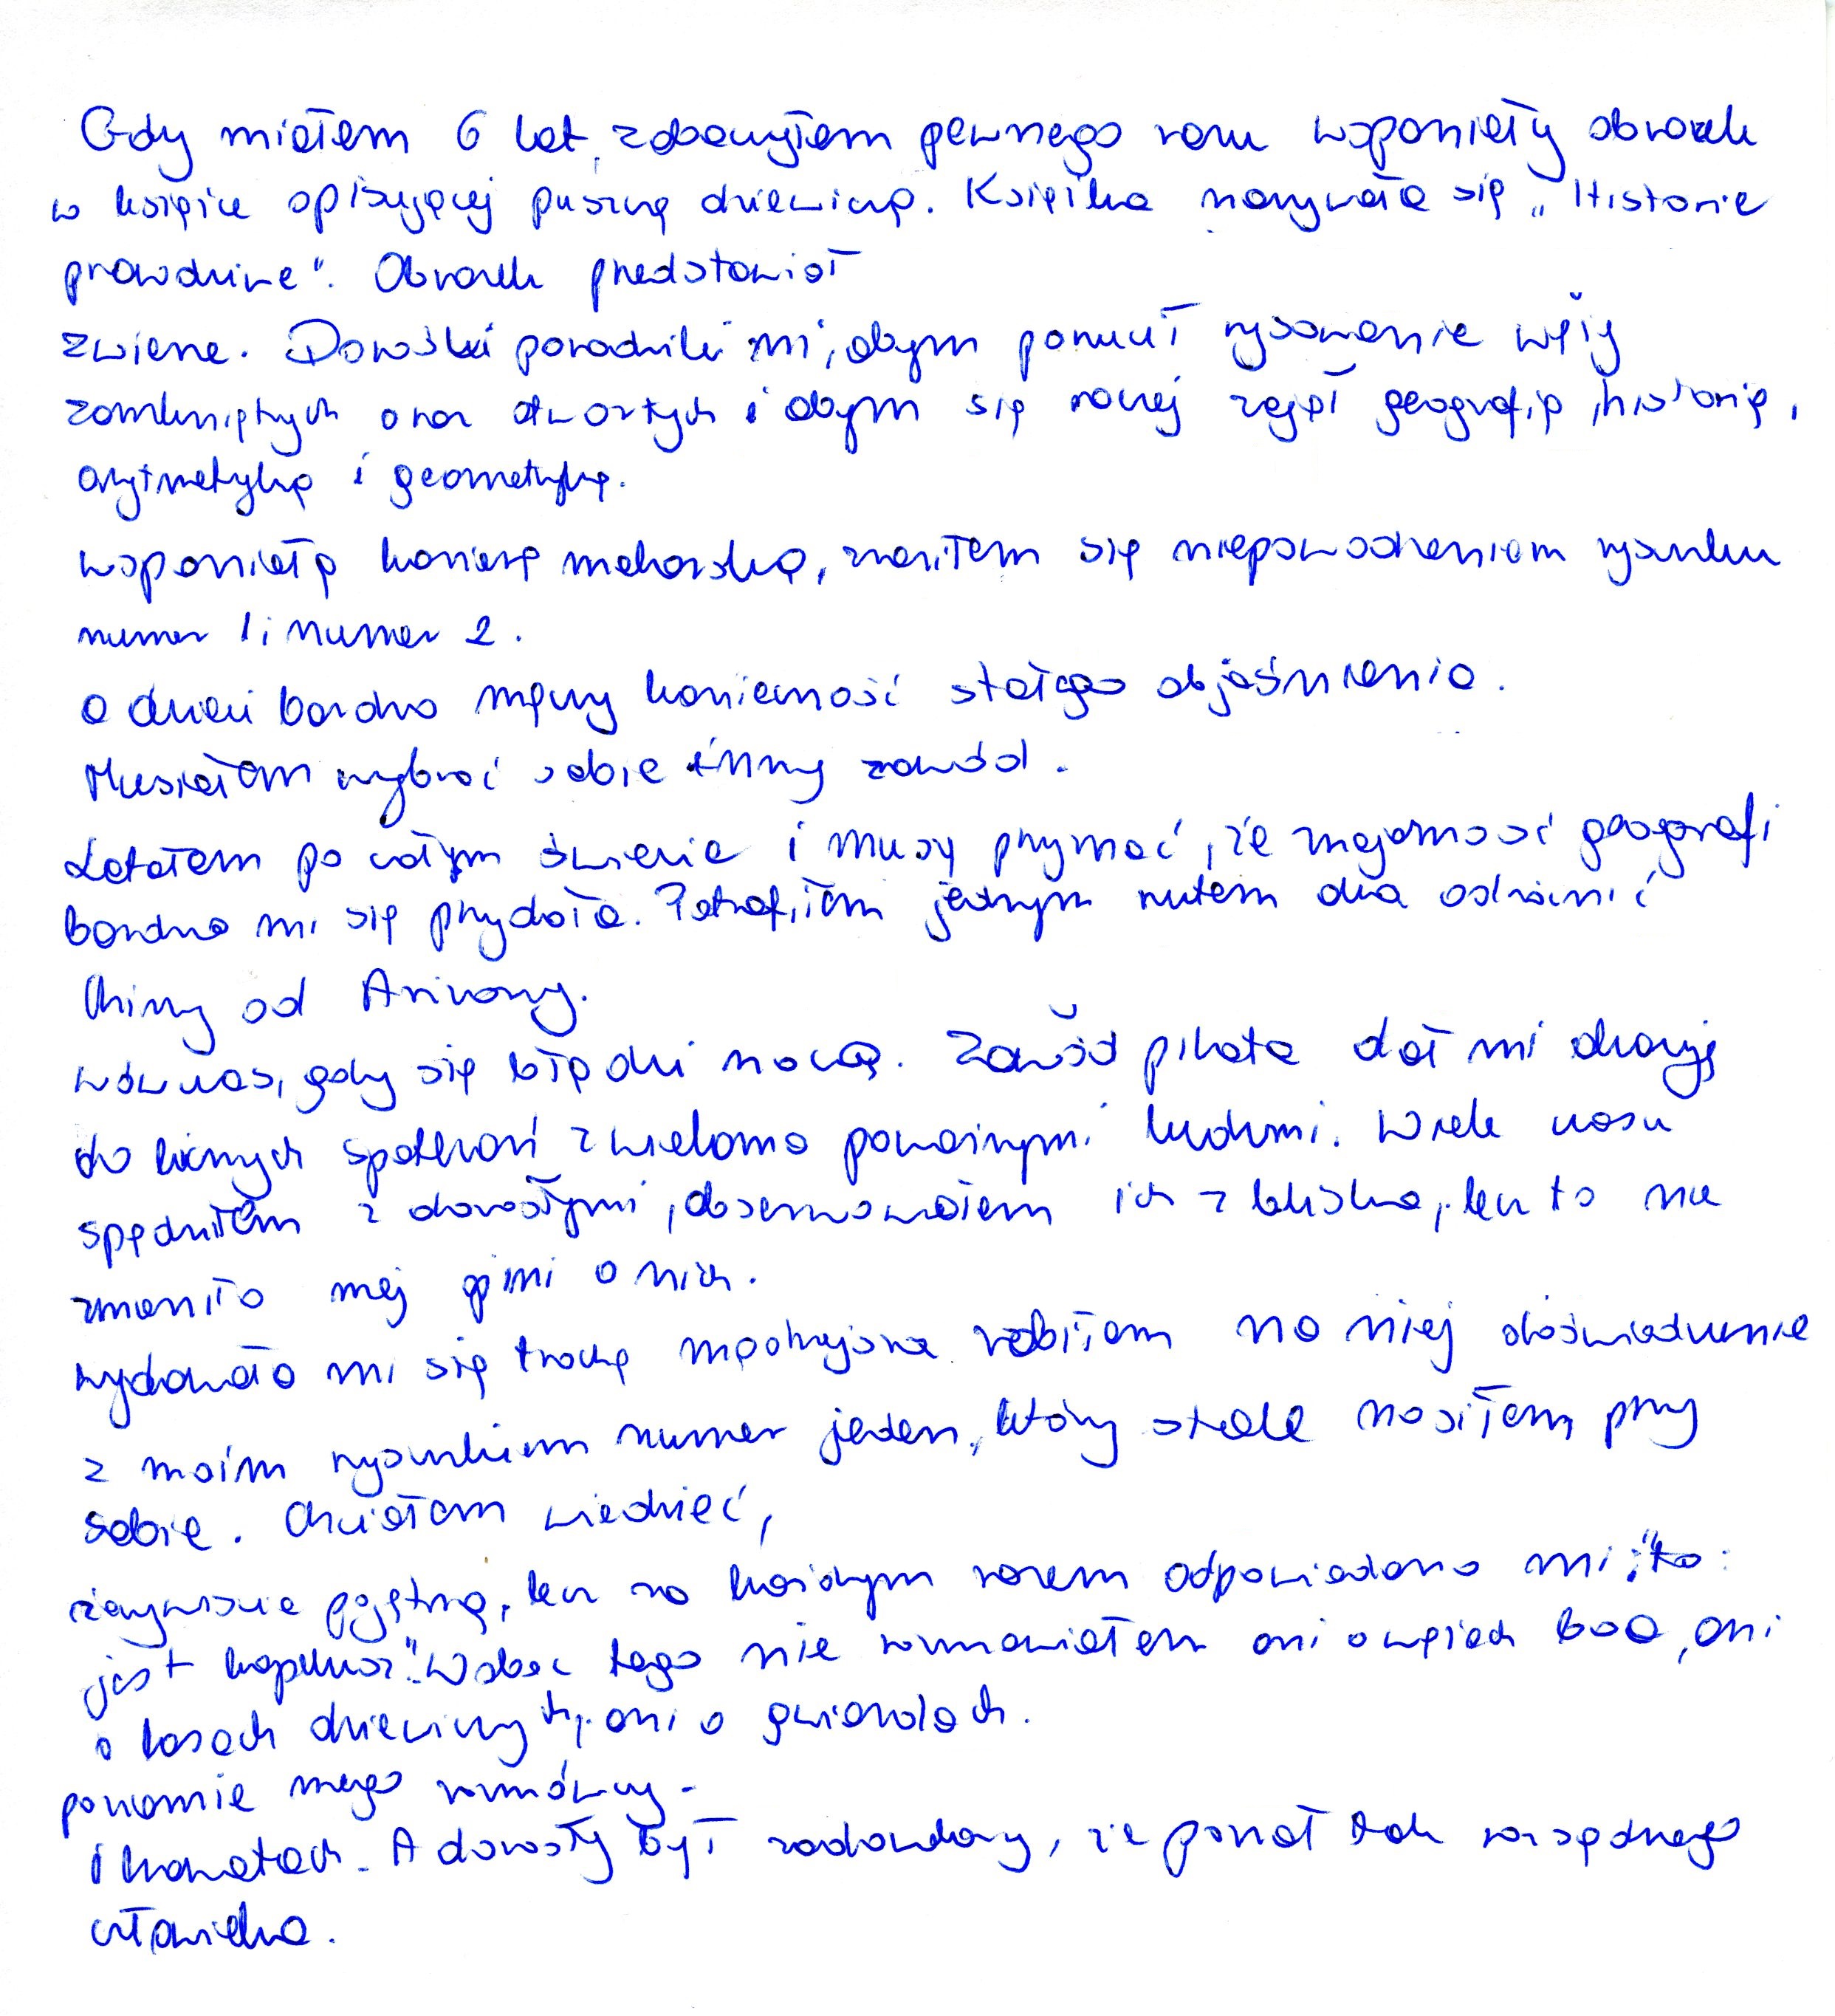 Gdy miałem 6 lat, zobaczyłem pewnego razu wspaniały obrazek
w książce opisującej puszczę dziewiczą. Książka nazywała się „Historie
prawdziwe". Obrazek przedstawiał
zwierzę. Dorośli poradzili mi, abym porzucił rysowanie węży
zamkniętych oraz otwartych i abym się raczej zajął geografią, historią,
arytmetyką i geometryką.
wspaniałą karierę malarską, zraziłem się niepowodzeniem rysunku
numer 1 i numer 2.
a dzieci bardzo męczy konieczność stałego objaśniania.
Musiałem wybrać sobie inny zawód.
Latałem po całym świecie i muszę przyznać, że znajomość geografi
bardzo mi się przydała. Potrafiłem jednym rzutem oka odróżnić
Chiny od Arizony.
wówczas, gdy się błądzi nocą. Zawód pilota dał mi okazję
do licznych spotkań z wieloma poważnymi ludźmi. Wiele czasu
spędziłem z dorosłymi, obserwowałem ich z bliska, lecz to nie
zmieniło mej opini o nich.
wydawała mi się trochę mądrzejsza robiłem na niej doświadczenie
z moim rysunkiem numer jeden, który stale nosiłem przy
sobie. Chciałem wiedzieć,
rzeczywiście pojętną, lecz za każdym razem odpowiadano mi: "to
jest kapelusz". Wobec tego nie rozmawiałem ani o wężach boa, ani
o lasach dziewiczych, ani o gwiazdach.
poziomie mego rozmówcy.
i krawatach. A dorosły był zadowolony, że poznał tak rozsądnego
człowieka.